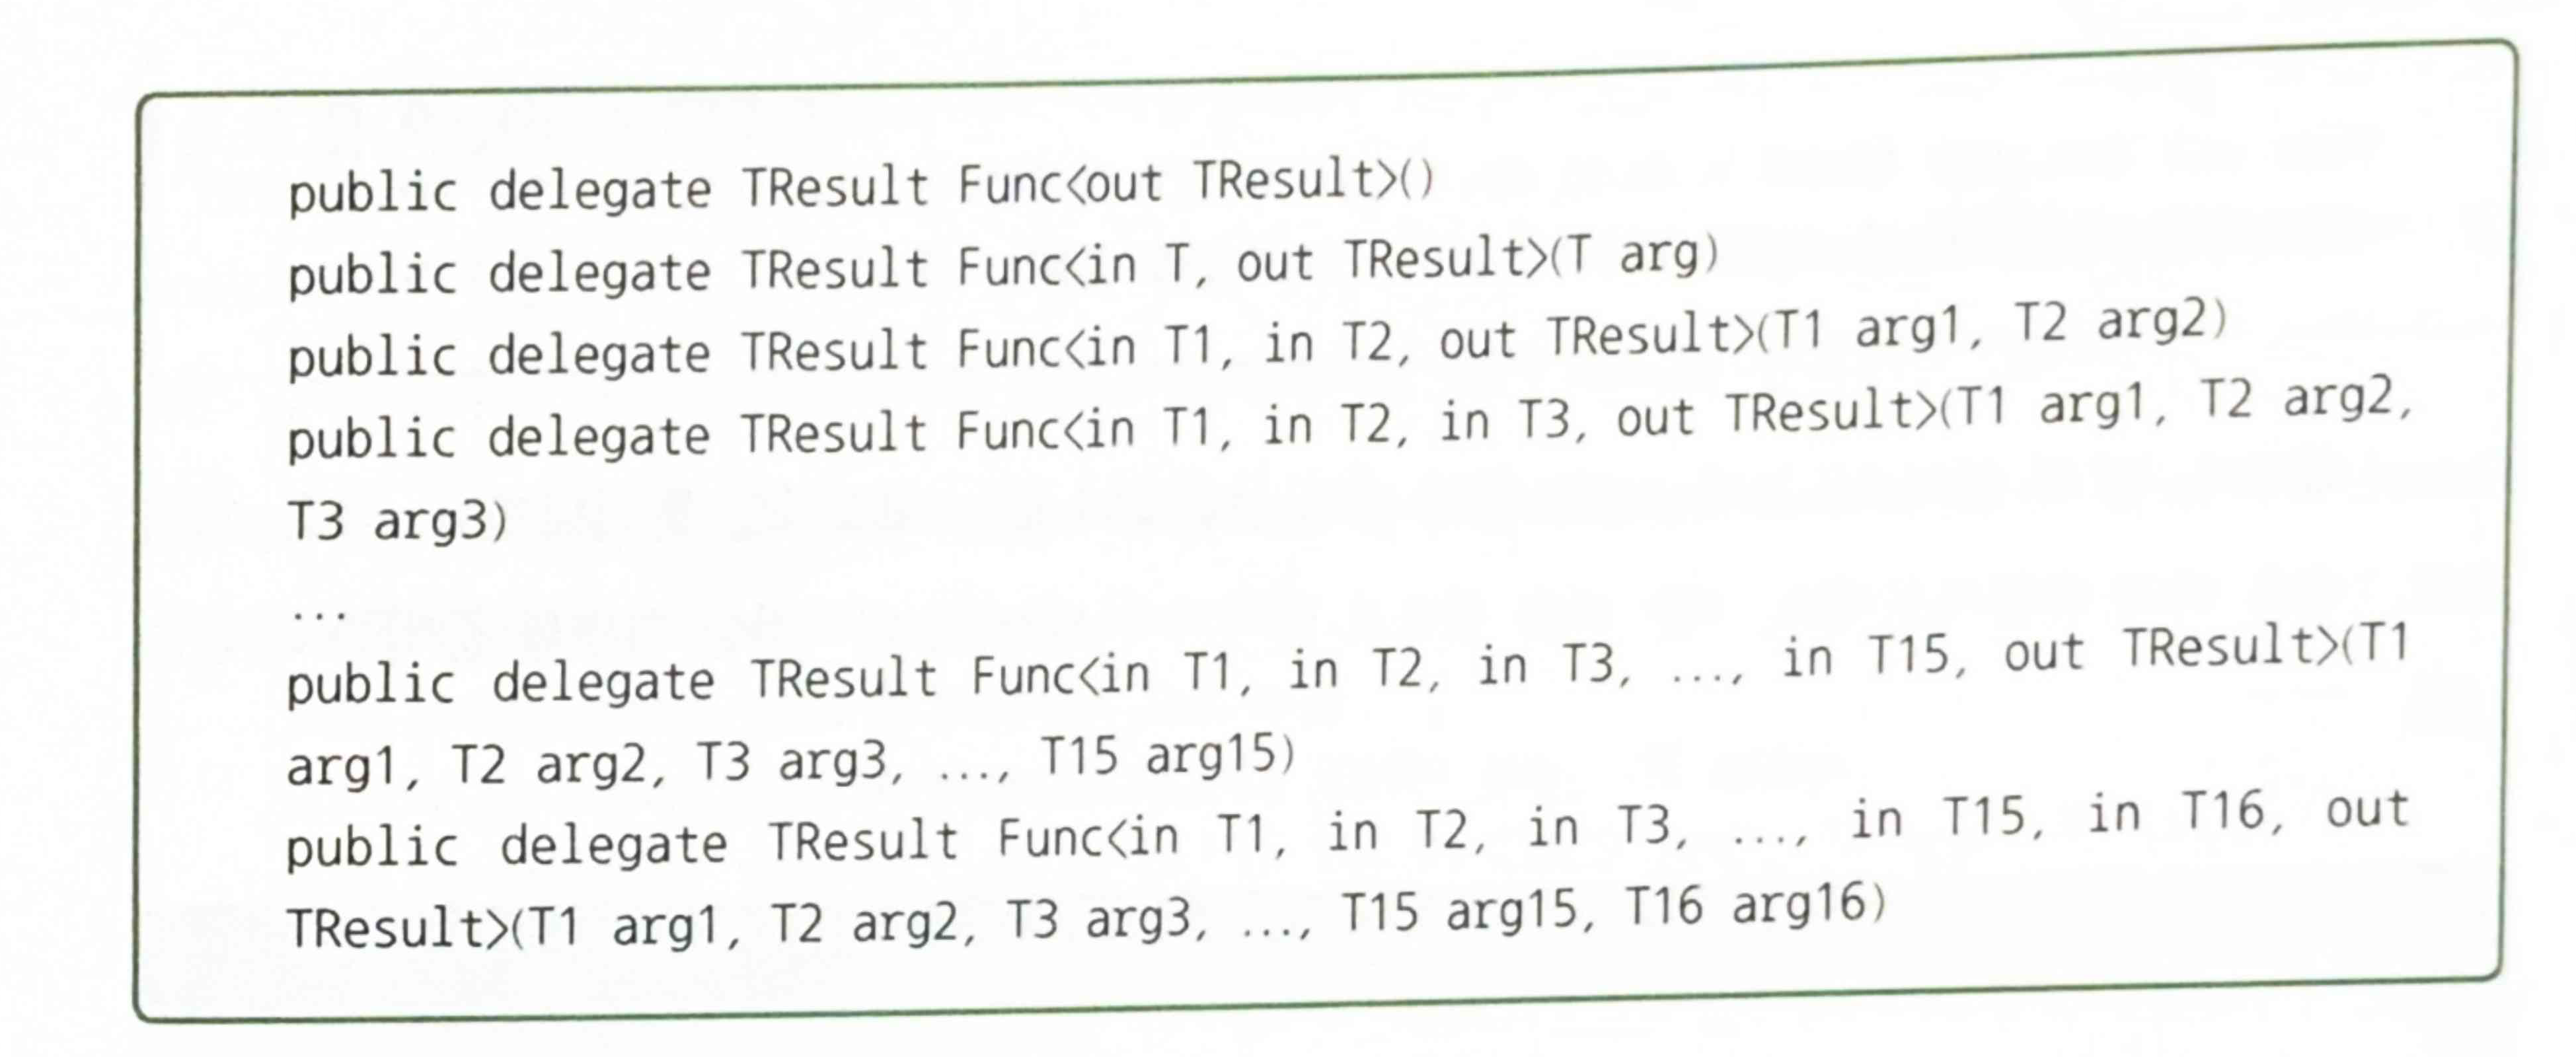 public delegate TResult Func<out TResult>()
public delegate TResult Func<in T, out TResult>(T arg)
public delegate TResult Func<in T1, in T2, out TResult>(T1 arg1, T2 arg2)
public delegate TResult Func<in T1, in T2, in T3, out TResult>(T1 arg1, T2 arg2,
T3 arg3)
...
public delegate TResult Func<in T1, in T2, in T3, ..., in T15, out TResult>(T1
arg1, T2 arg2, T3 arg3, ..., T15 arg15)
public delegate TResult Func<in T1, in T2, in T3, ..., in T15, in T16, out
TResult>(T1 arg1, T2 arg2, T3 arg3, ..., T15 arg15, T16 arg16)